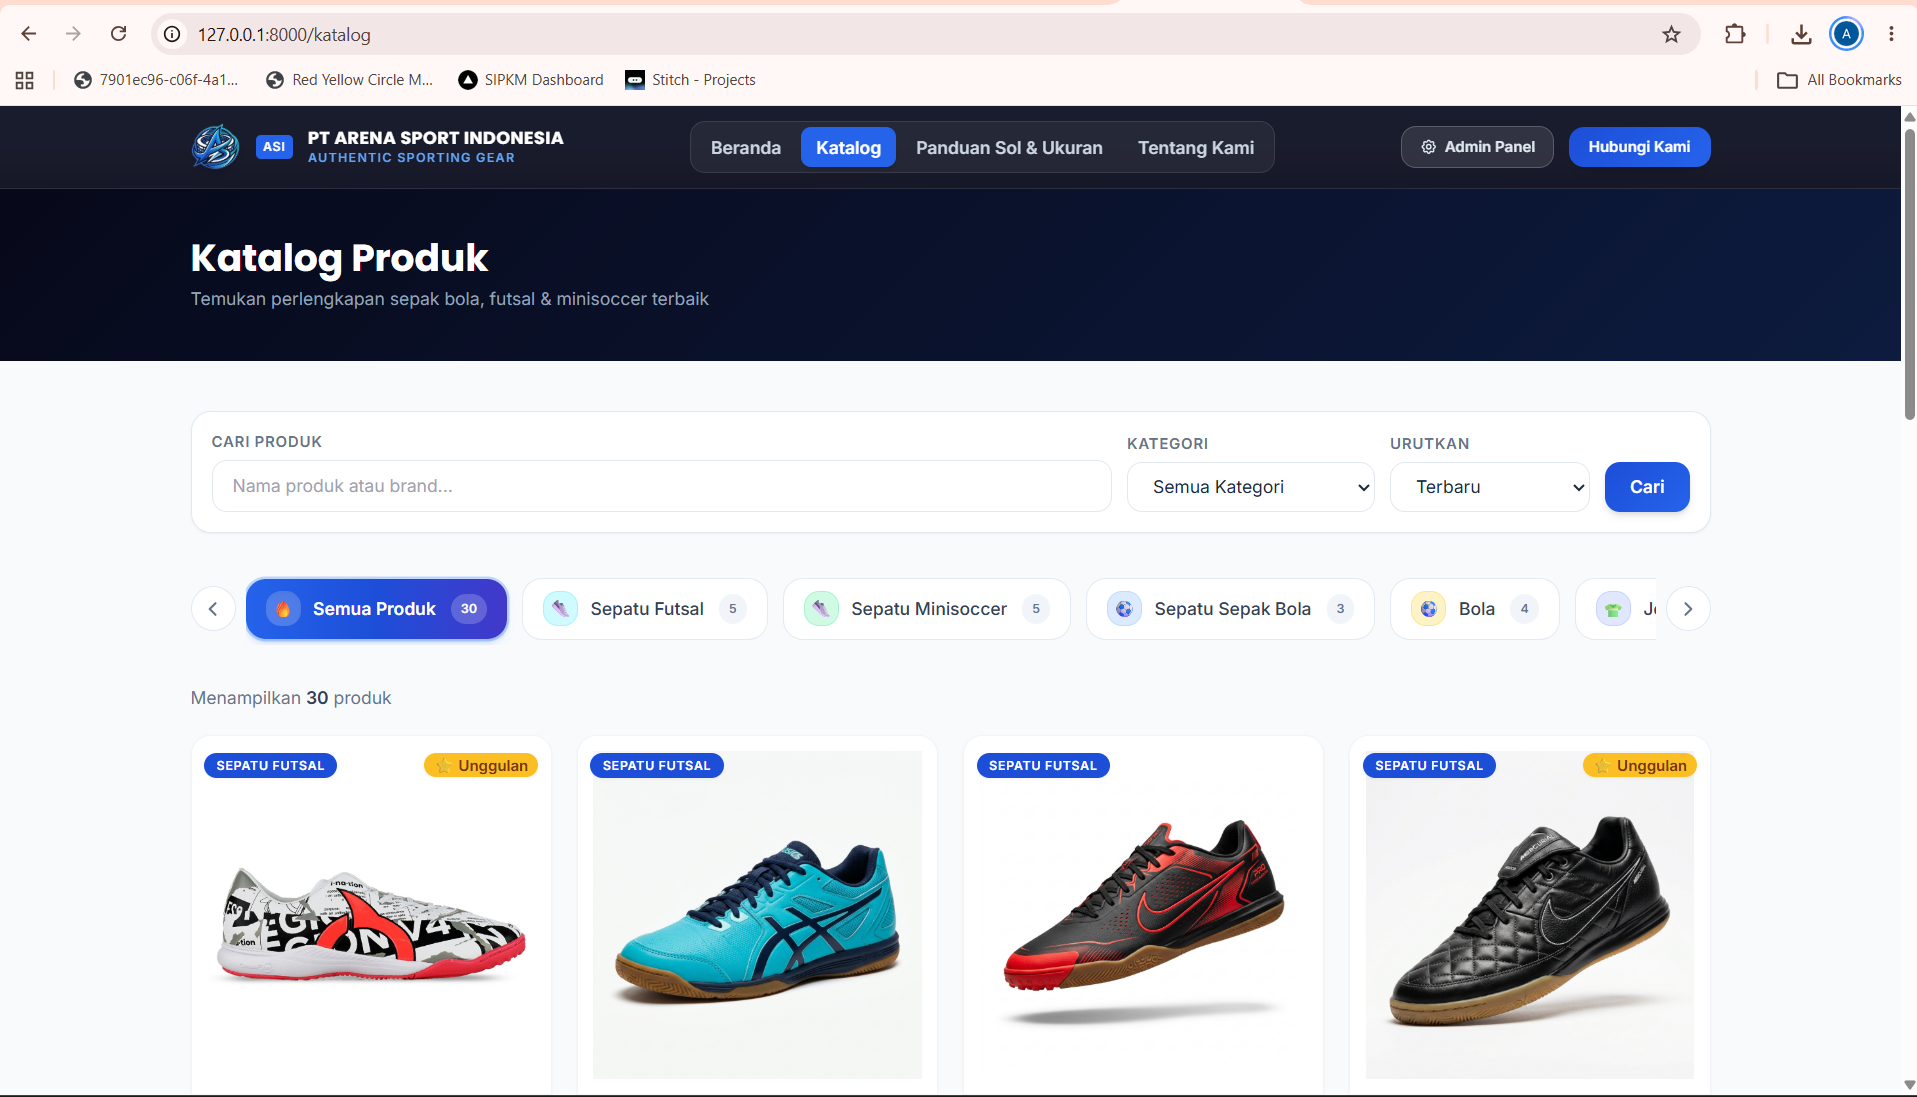 127.0.0.1:8000/katalog
A
7901ec96-c06f-4a1...
Red Yellow Circle M...
SIPKM Dashboard
Stitch - Projects
All Bookmarks
ASI
PT ARENA SPORT INDONESIA
AUTHENTIC SPORTING GEAR
Beranda
Katalog
Panduan Sol & Ukuran
Tentang Kami
Admin Panel
Hubungi Kami
Katalog Produk
Temukan perlengkapan sepak bola, futsal & minisoccer terbaik
CARI PRODUK
Nama produk atau brand...
KATEGORI
Semua Kategori
URUTKAN
Terbaru
Cari
Semua Produk 30
Sepatu Futsal 5
Sepatu Minisoccer 5
Sepatu Sepak Bola 3
Bola 4
Menampilkan 30 produk
SEPATU FUTSAL
Unggulan
SEPATU FUTSAL
SEPATU FUTSAL
SEPATU FUTSAL
Unggulan